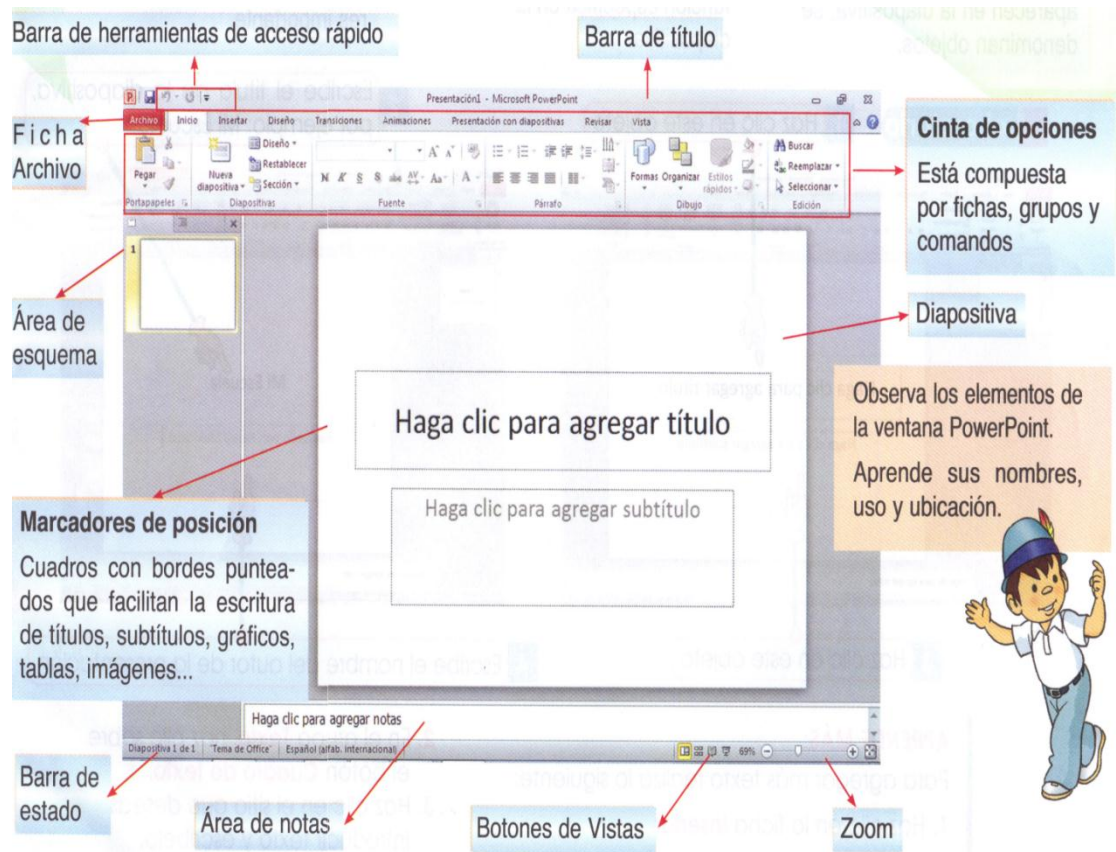 Barra de herramientas de acceso rápido
Barra de título
Presentación1 - Microsoft PowerPoint
Archivo Inicio Insertar Diseño Transiciones Animaciones Presentación con diapositivas Revisar Vista
Ficha
Archivo
Pegar
Nueva
diapositiva
Diseño
Restablecer
Sección
N K S S abc AV Aa A
Formas Organizar Estilos
rápidos
Buscar
Reemplazar
Seleccionar
Portapapeles Diapositivas Fuente Párrafo Dibujo Edición
Cinta de opciones
Está compuesta
por fichas, grupos y
comandos
1
Área de
esquema
Diapositiva
Haga clic para agregar título
Haga clic para agregar subtítulo
Observa los elementos de
la ventana PowerPoint.
Aprende sus nombres,
uso y ubicación.
Marcadores de posición
Cuadros con bordes puntea-
dos que facilitan la escritura
de títulos, subtítulos, gráficos,
tablas, imágenes...
Haga clic para agregar notas
Diapositiva 1 de 1 "Tema de Office" Español (alfab. internacional) 69%
Barra de
estado
Área de notas
Botones de Vistas
Zoom